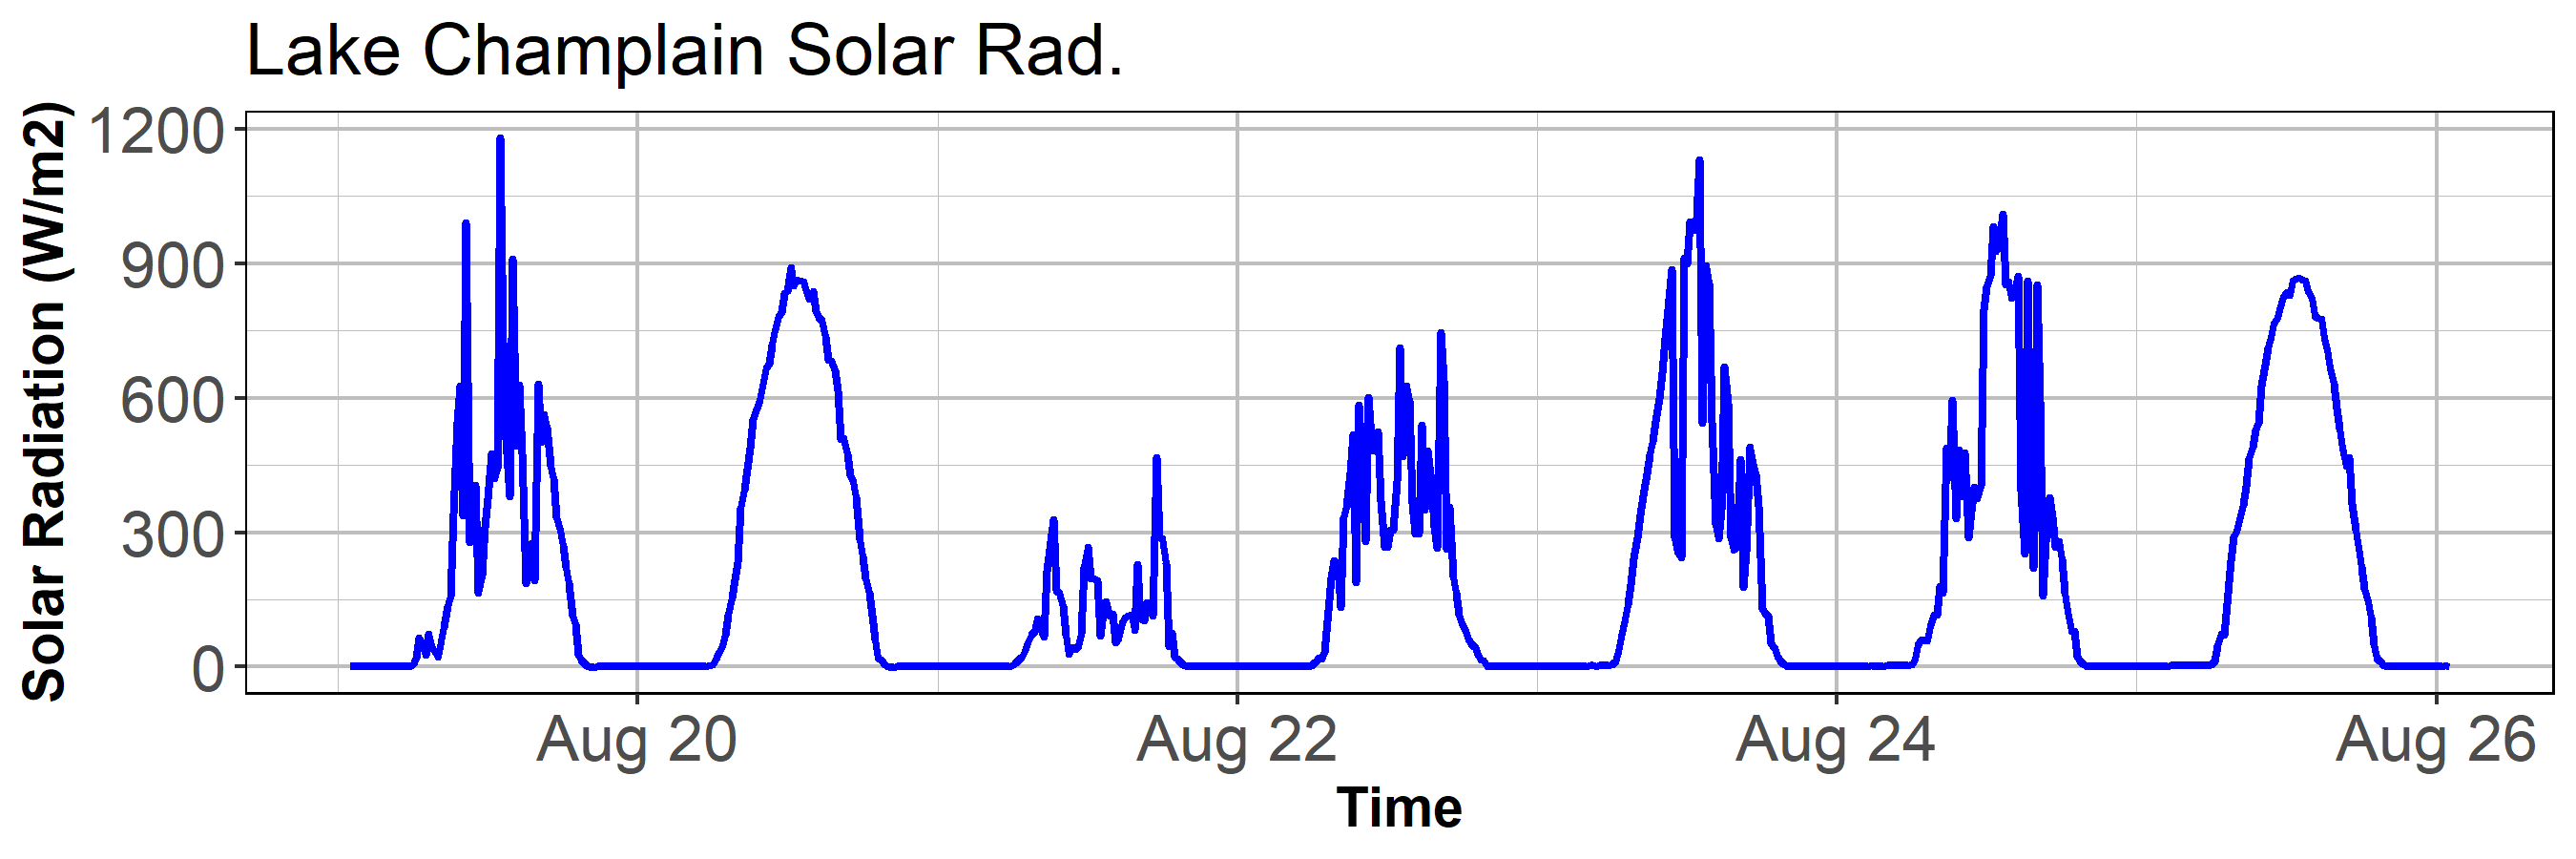 Lake Champlain Solar Rad.
Solar Radiation (W/m2)
1200
900
600
300
0
Aug 20 Aug 22 Aug 24 Aug 26
Time